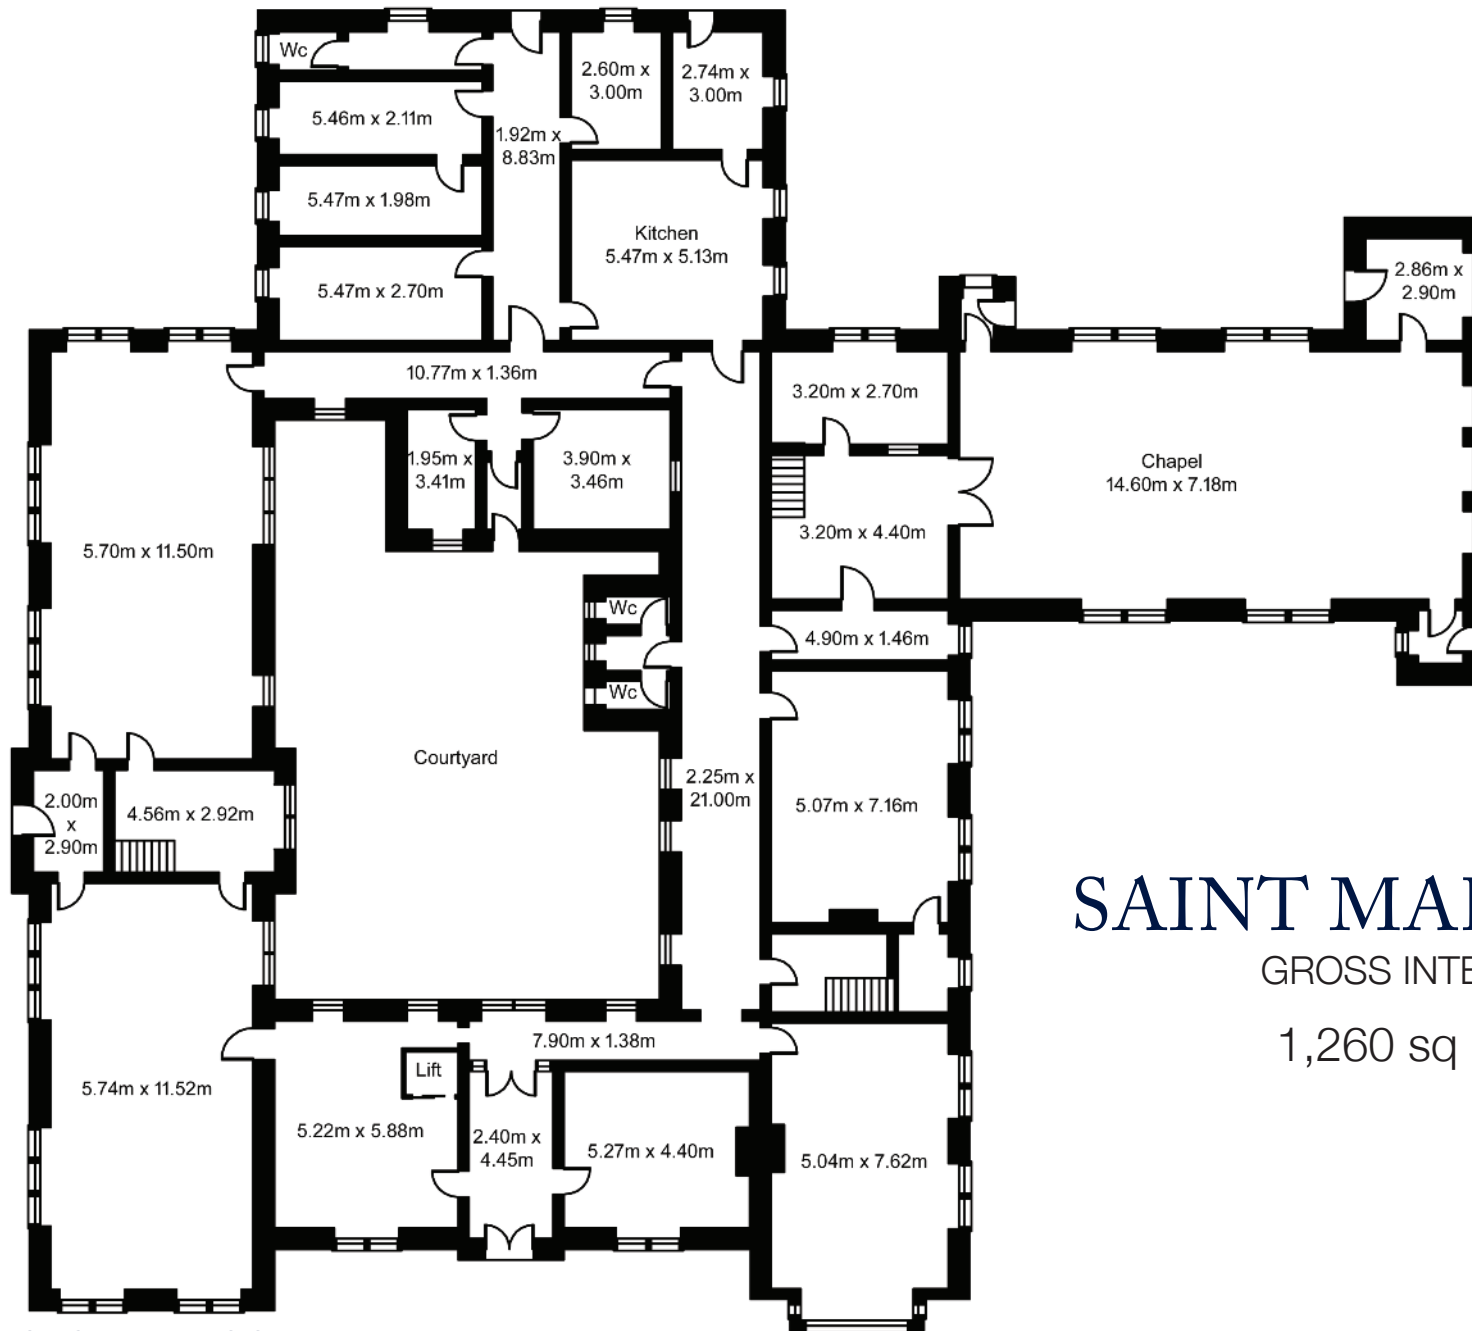 Wc
2.60m x
3.00m
2.74m x
3.00m
5.46m x 2.11m
1.92m x
8.83m
5.47m x 1.98m
Kitchen
5.47m x 5.13m
5.47m x 2.70m
2.86m x
2.90m
10.77m x 1.36m
3.20m x 2.70m
1.95m x
3.41m
3.90m x
3.46m
Chapel
14.60m x 7.18m
3.20m x 4.40m
5.70m x 11.50m
Wc
4.90m x 1.46m
Wc
Courtyard
2.25m x
21.00m
2.00m
x
2.90m
4.56m x 2.92m
5.07m x 7.16m
SAINT MA
GROSS INTE
1,260 sq
7.90m x 1.38m
Lift
5.74m x 11.52m
5.22m x 5.88m
2.40m x
4.45m
5.27m x 4.40m
5.04m x 7.62m